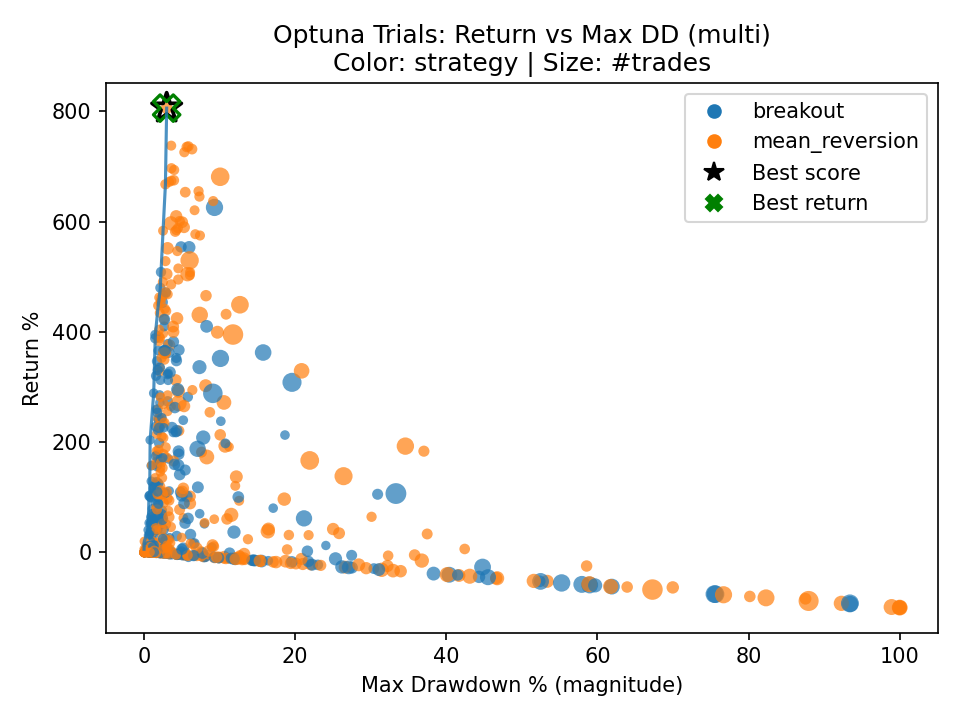 Optuna Trials: Return vs Max DD (multi)
Color: strategy | Size: #trades
breakout
mean_reversion
Best score
Best return
Return %
800
600
400
200
0
0 20 40 60 80 100
Max Drawdown % (magnitude)